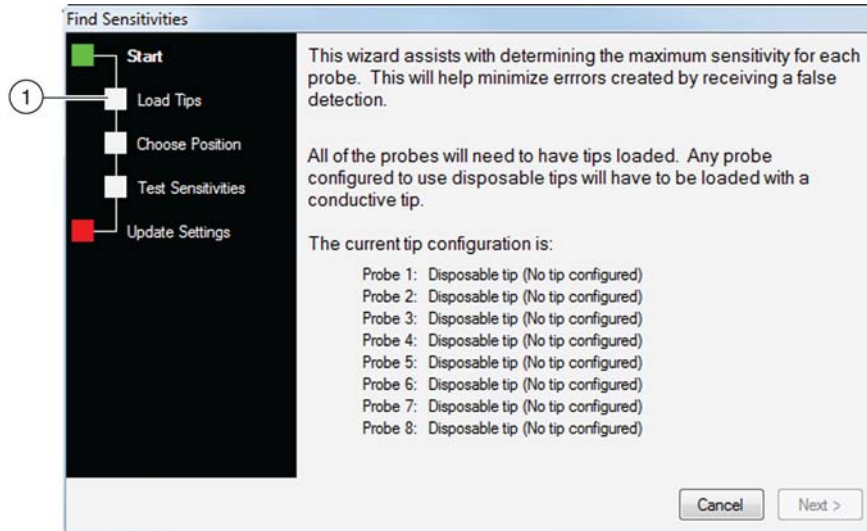 Find Sensitivities
Start
1
Load Tips
Choose Position
Test Sensitivities
Update Settings
This wizard assists with determining the maximum sensitivity for each
probe. This will help minimize errrors created by receiving a false
detection.
All of the probes will need to have tips loaded. Any probe
configured to use disposable tips will have to be loaded with a
conductive tip.
The current tip configuration is:
Probe 1: Disposable tip (No tip configured)
Probe 2: Disposable tip (No tip configured)
Probe 3: Disposable tip (No tip configured)
Probe 4: Disposable tip (No tip configured)
Probe 5: Disposable tip (No tip configured)
Probe 6: Disposable tip (No tip configured)
Probe 7: Disposable tip (No tip configured)
Probe 8: Disposable tip (No tip configured)
Cancel
Next >